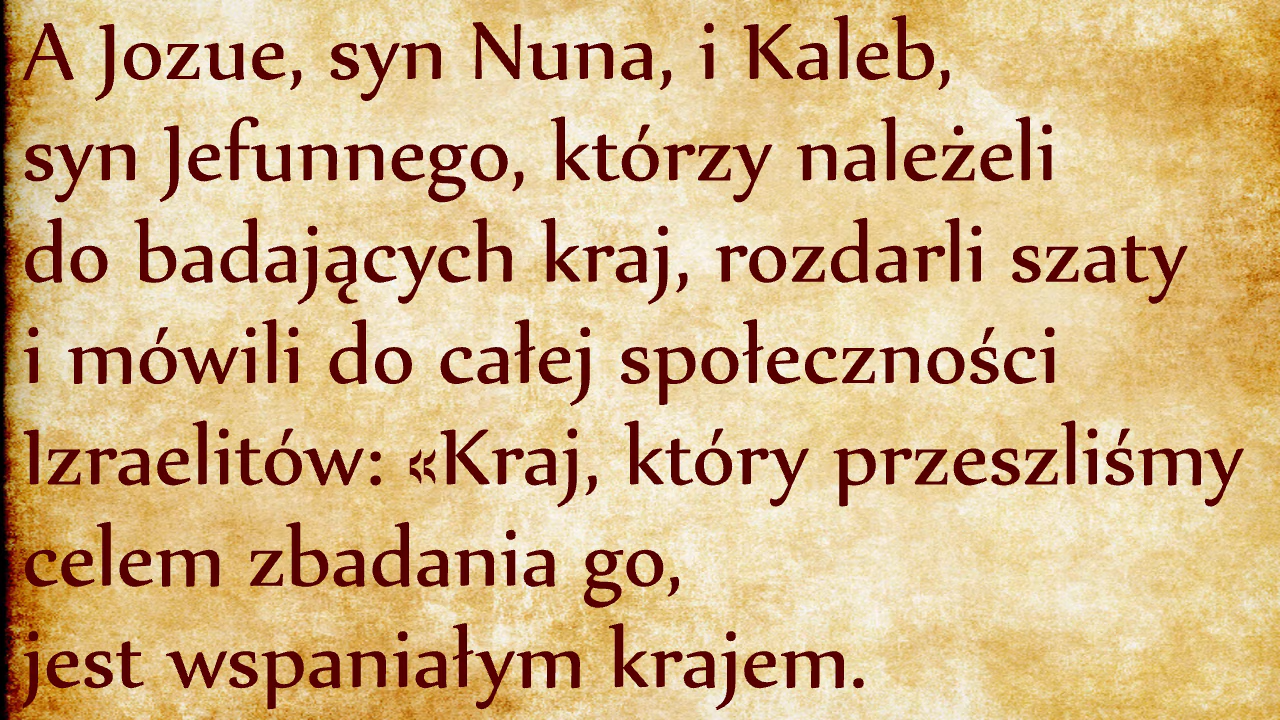 A Jozue, syn Nuna, i Kaleb,
syn Jefunnego, którzy należeli
do badających kraj, rozdarli szaty
i mówili do całej społeczności
Izraelitów: «Kraj, który przeszliśmy
celem zbadania go,
jest wspaniałym krajem.